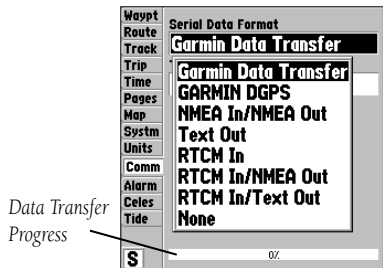 Waypt
Route
Track
Trip
Time
Pages
Map
Systm
Units
Comm
Alarm
Celes
Tide
S
Serial Data Format
Garmin Data Transfer
Garmin Data Transfer
GARMIN DGPS
NMEA In/NMEA Out
Text Out
RTCM In
RTCM In/NMEA Out
RTCM In/Text Out
None
0%
Data Transfer
Progress